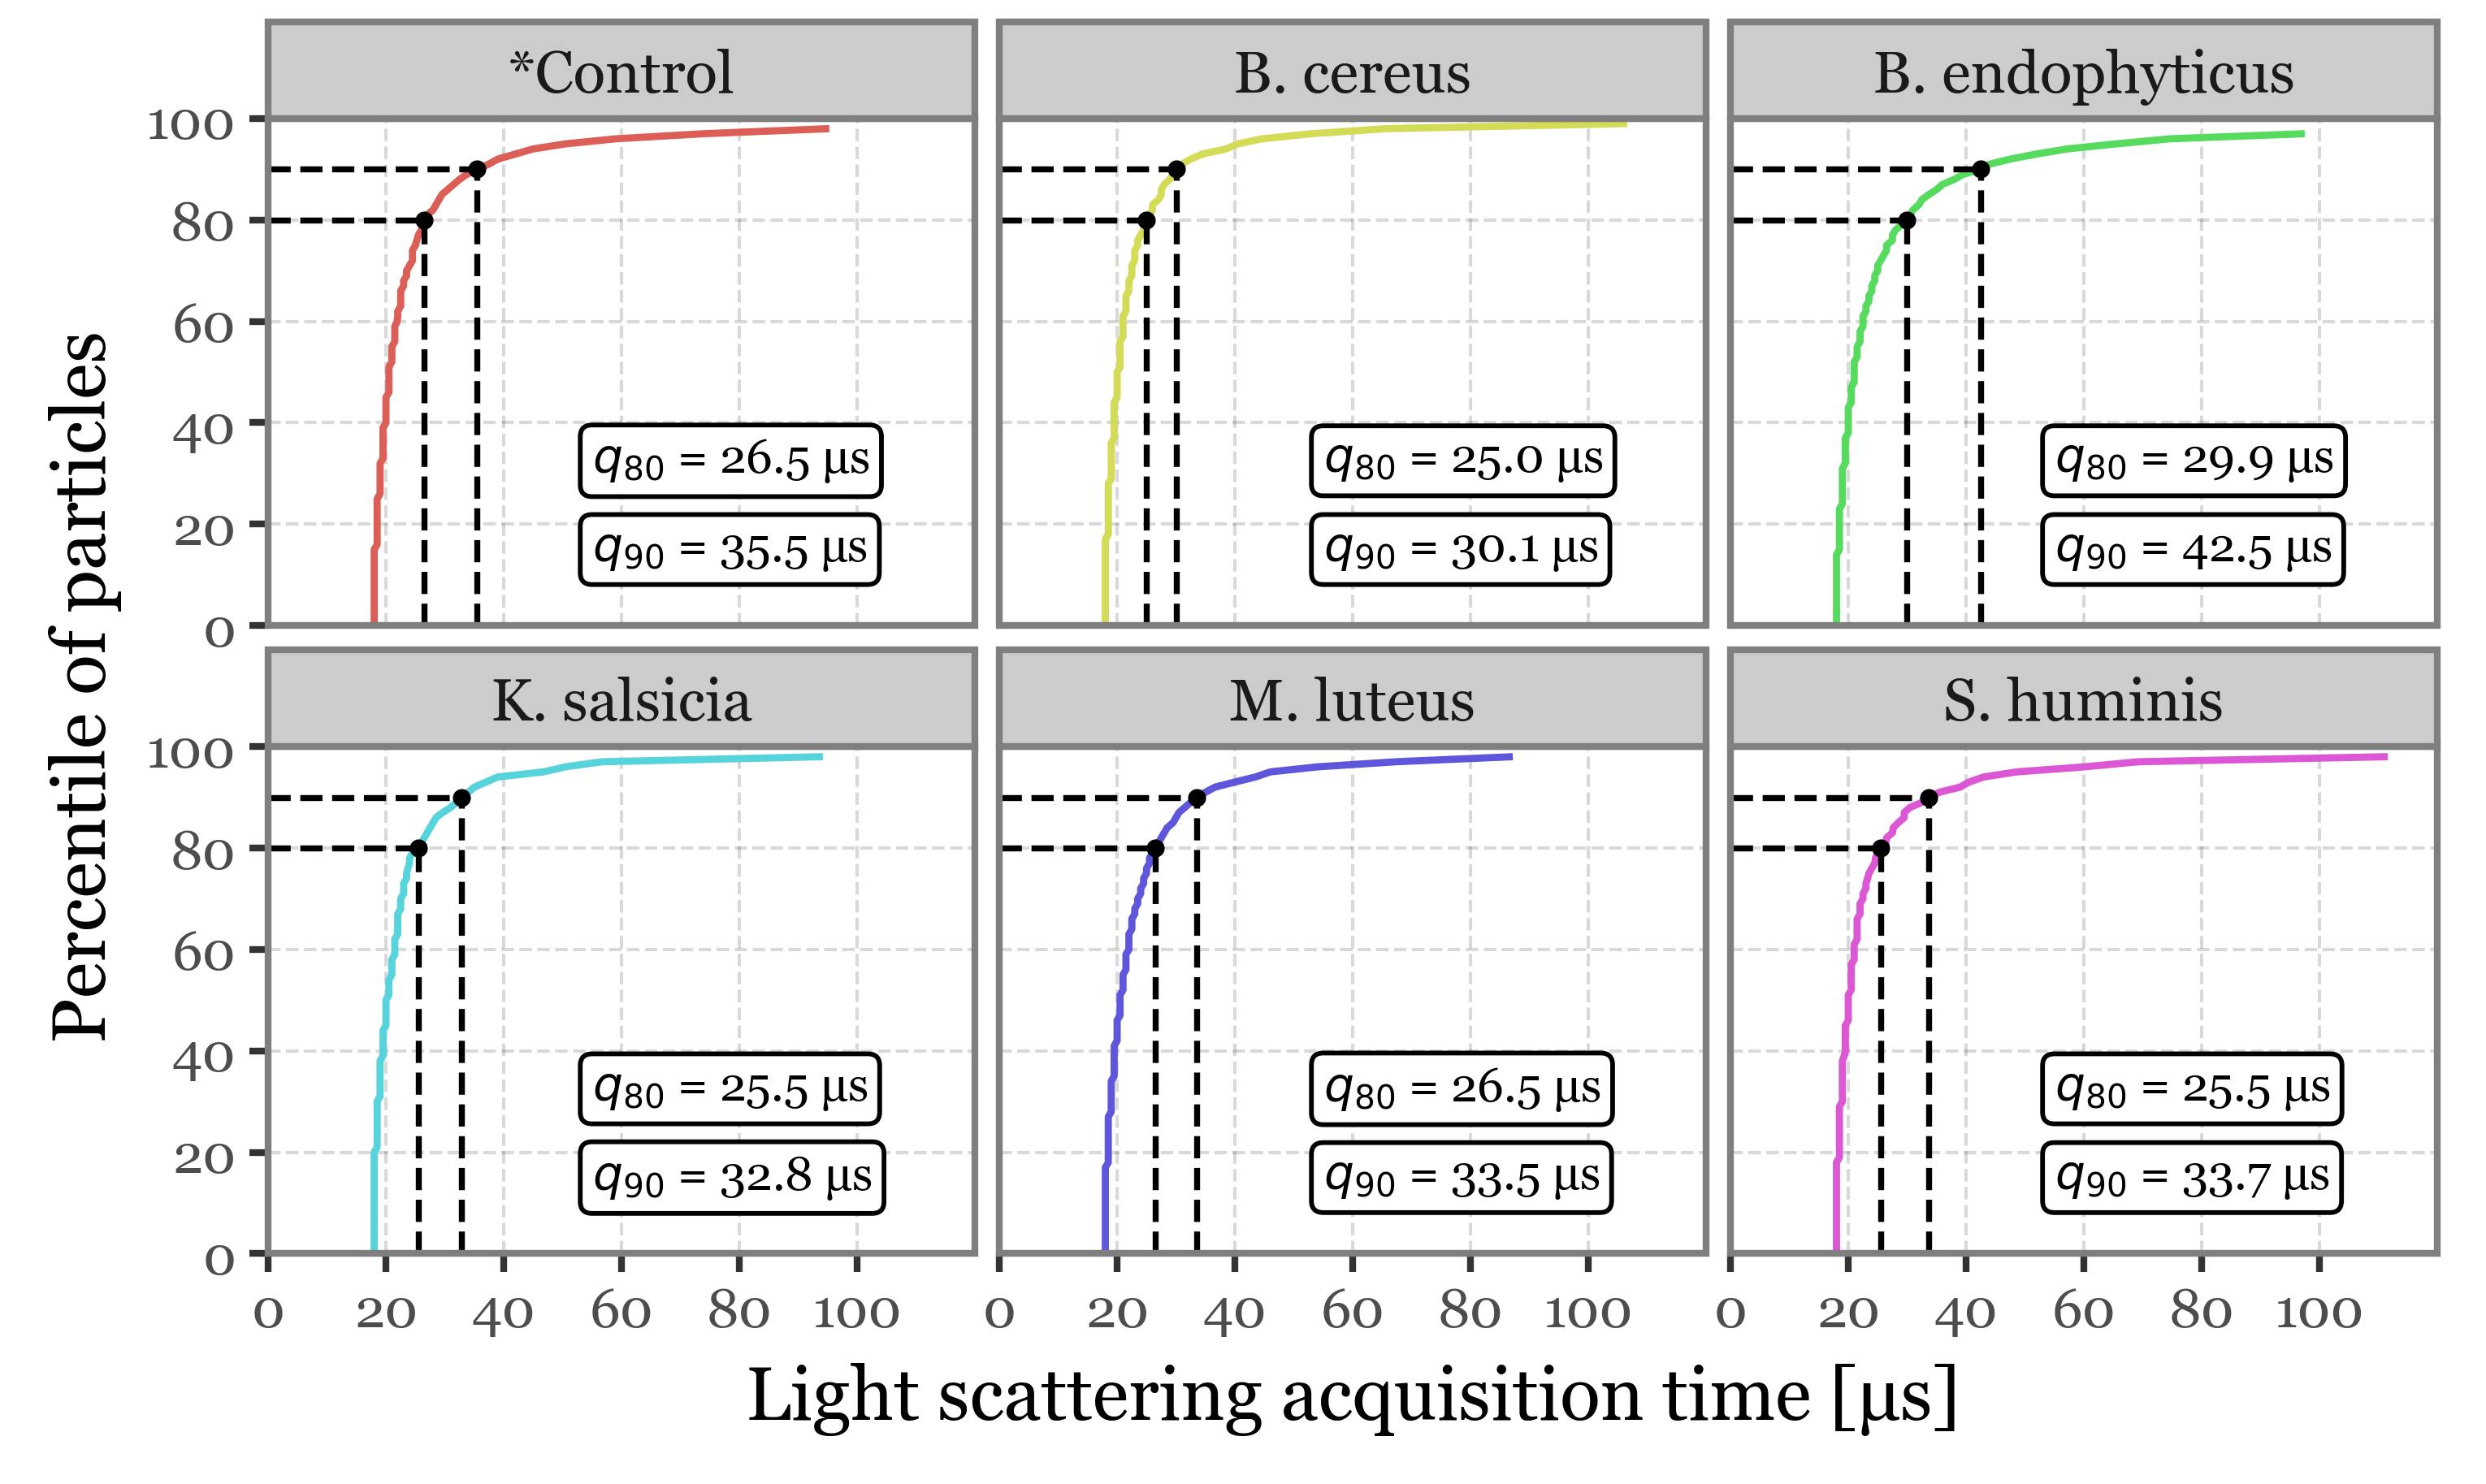 *Control
B. cereus
B. endophyticus
100
80
60
40
20
0
q80 = 26.5 µs
q90 = 35.5 µs
q80 = 25.0 µs
q90 = 30.1 µs
q80 = 29.9 µs
q90 = 42.5 µs
Percentile of particles
K. salsicia
M. luteus
S. huminis
100
80
60
40
20
0
q80 = 25.5 µs
q90 = 32.8 µs
q80 = 26.5 µs
q90 = 33.5 µs
q80 = 25.5 µs
q90 = 33.7 µs
0 20 40 60 80 100
0 20 40 60 80 100
0 20 40 60 80 100
Light scattering acquisition time [µs]